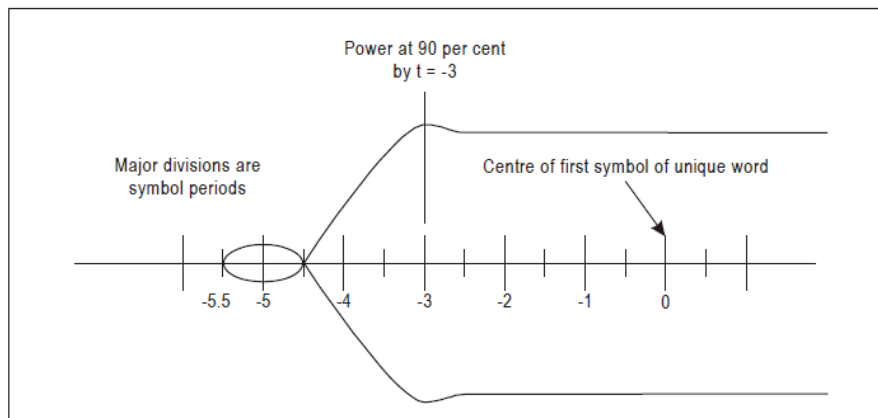 Power at 90 per cent
by t = -3
Major divisions are
symbol periods
Centre of first symbol of unique word
-5.5 -5 -4 -3 -2 -1 0